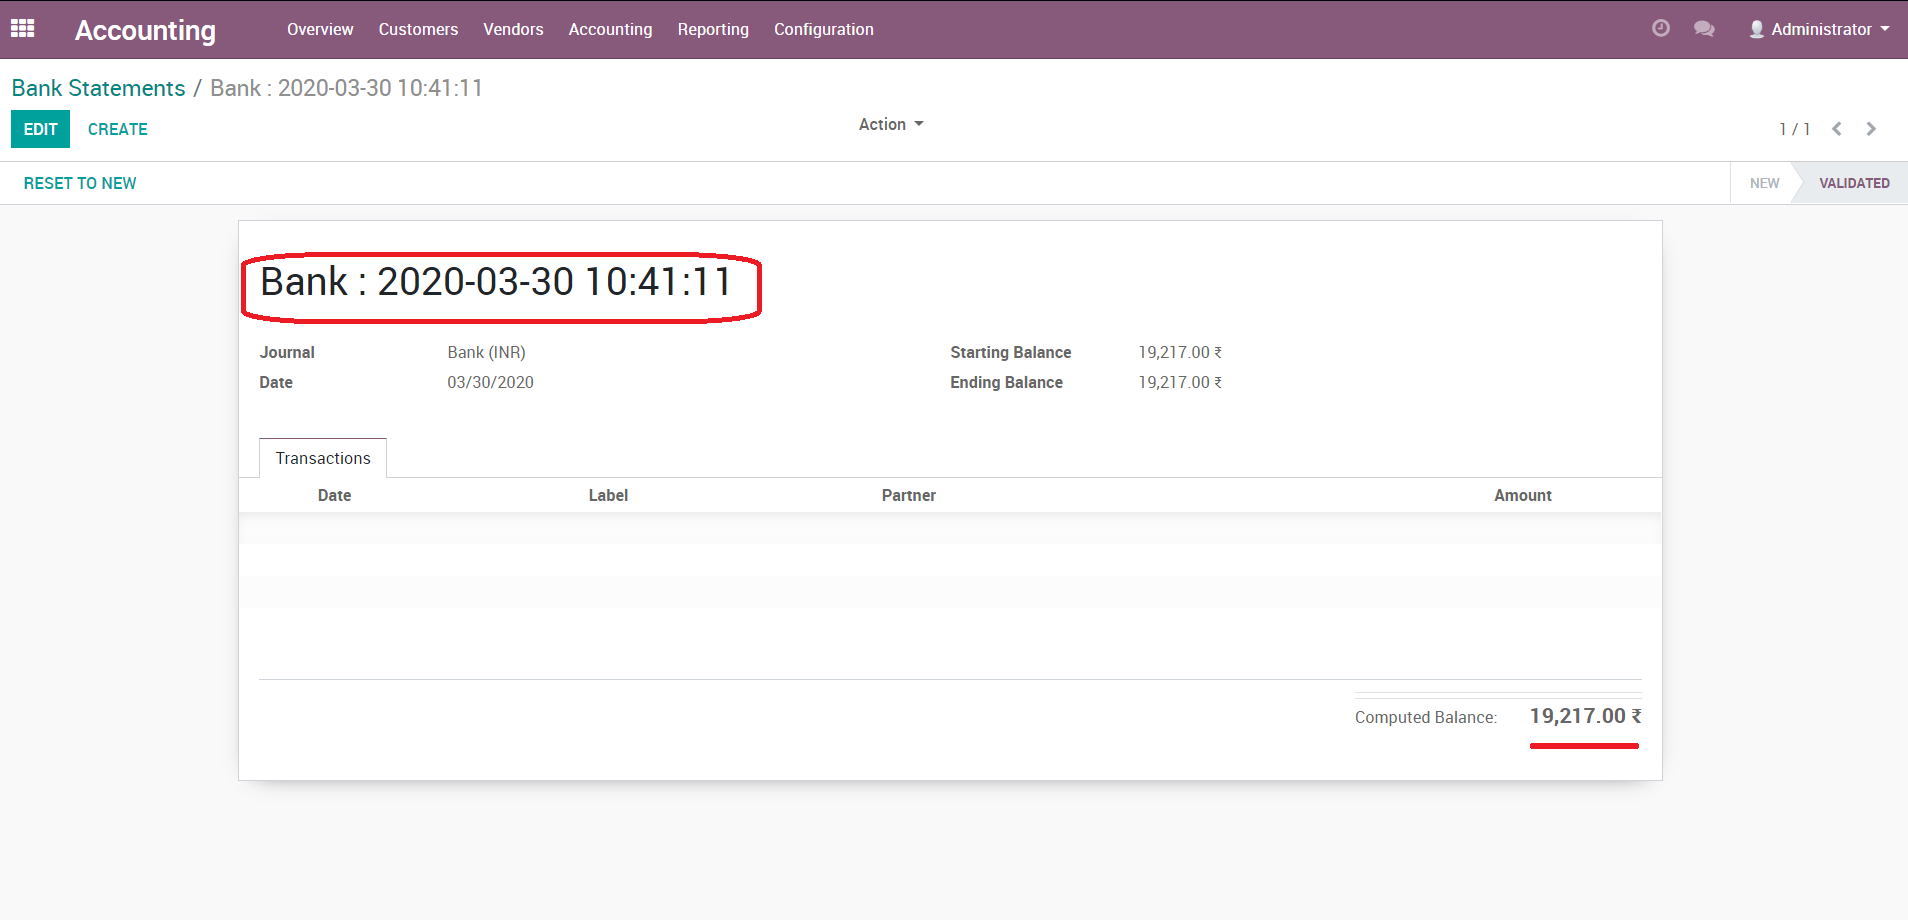 Accounting Overview Customers Vendors Accounting Reporting Configuration Administrator
Bank Statements / Bank : 2020-03-30 10:41:11
EDIT CREATE Action 1 / 1
RESET TO NEW NEW VALIDATED
Bank : 2020-03-30 10:41:11
Journal Bank (INR) Starting Balance 19,217.00 ₹
Date 03/30/2020 Ending Balance 19,217.00 ₹
Transactions
Date Label Partner Amount
Computed Balance: 19,217.00 ₹